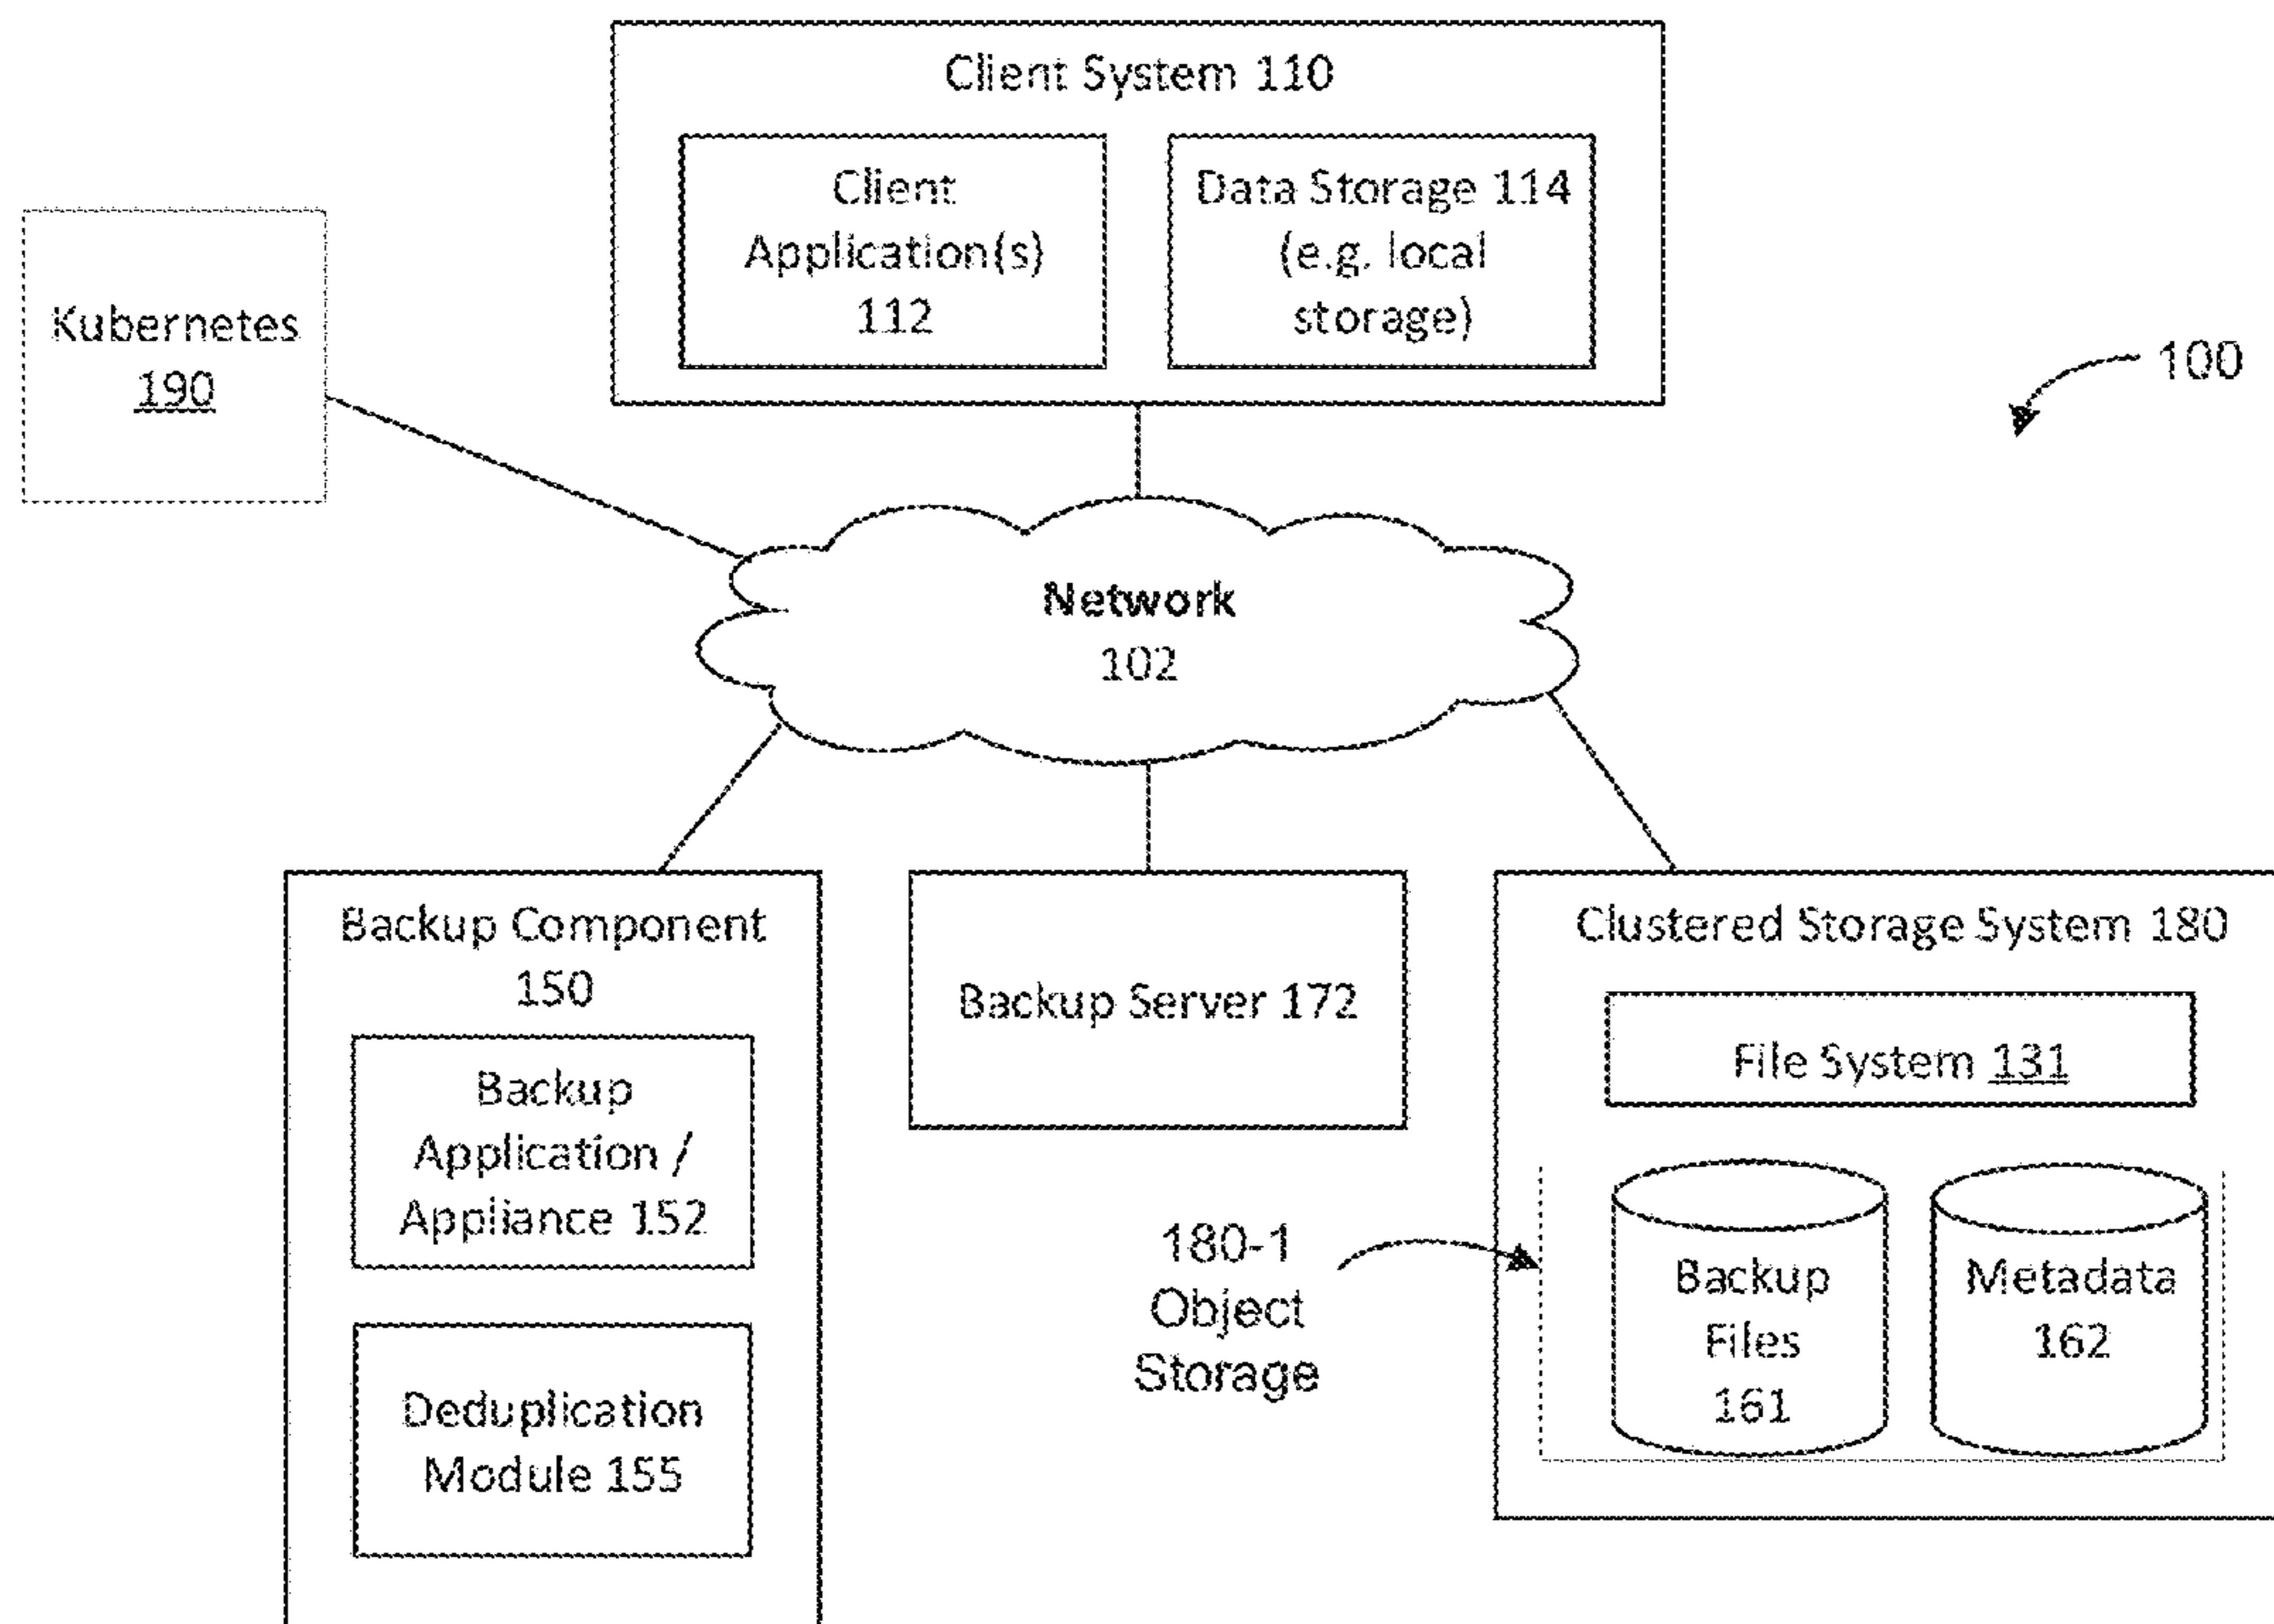 Client System 110
Client
Application(s)
112
Data Storage 114
(e.g. local
storage)
Kubernetes
190
100
Network
102
Backup Component
150
Backup
Application /
Appliance 152
Deduplication
Module 155
Backup Server 172
Clustered Storage System 180
File System 131
180-1
Object
Storage
Backup
Files
161
Metadata
162